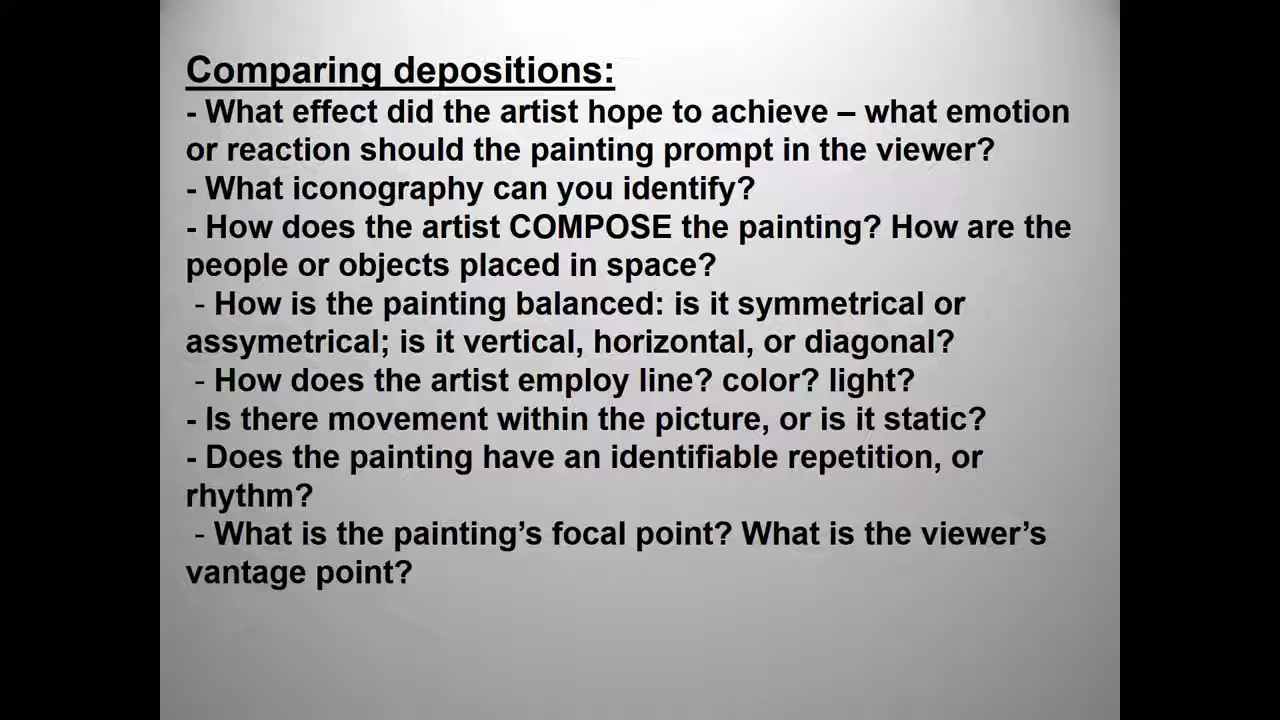 Comparing depositions:
- What effect did the artist hope to achieve – what emotion
or reaction should the painting prompt in the viewer?
- What iconography can you identify?
- How does the artist COMPOSE the painting? How are the
people or objects placed in space?
- How is the painting balanced: is it symmetrical or
assymetrical; is it vertical, horizontal, or diagonal?
- How does the artist employ line? color? light?
- Is there movement within the picture, or is it static?
- Does the painting have an identifiable repetition, or
rhythm?
- What is the painting’s focal point? What is the viewer’s
vantage point?